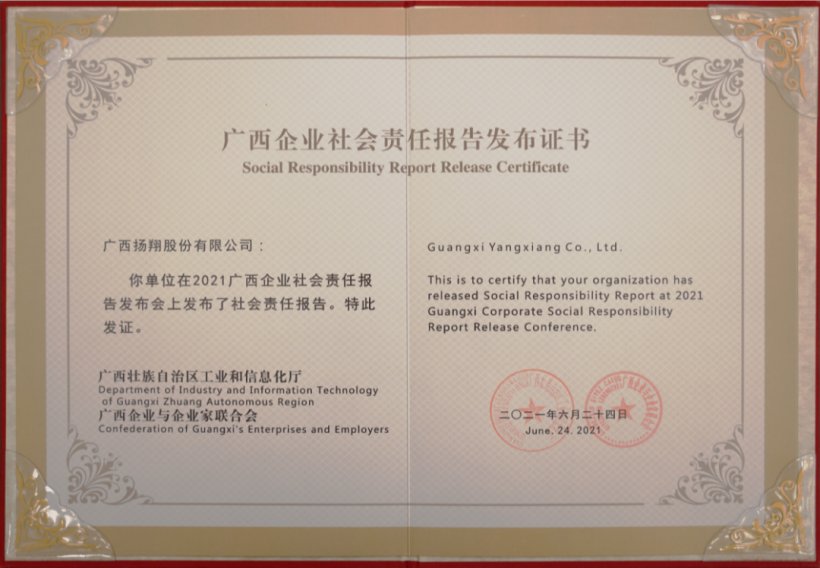 广西企业社会责任报告发布证书
Social Responsibility Report Release Certificate
广西扬翔股份有限公司：
你单位在2021广西企业社会责任报
告发布会上发布了社会责任报告。特此
发证。
广西壮族自治区工业和信息化厅
Department of Industry and Information Technology
of Guangxi Zhuang Autonomous Region
广西企业与企业家联合会
Confederation of Guangxi's Enterprises and Employers
Guangxi Yangxiang Co., Ltd.
This is to certify that your organization has
released Social Responsibility Report at 2021
Guangxi Corporate Social Responsibility
Report Release Conference.
二〇二一年六月二十四日
June. 24. 2021